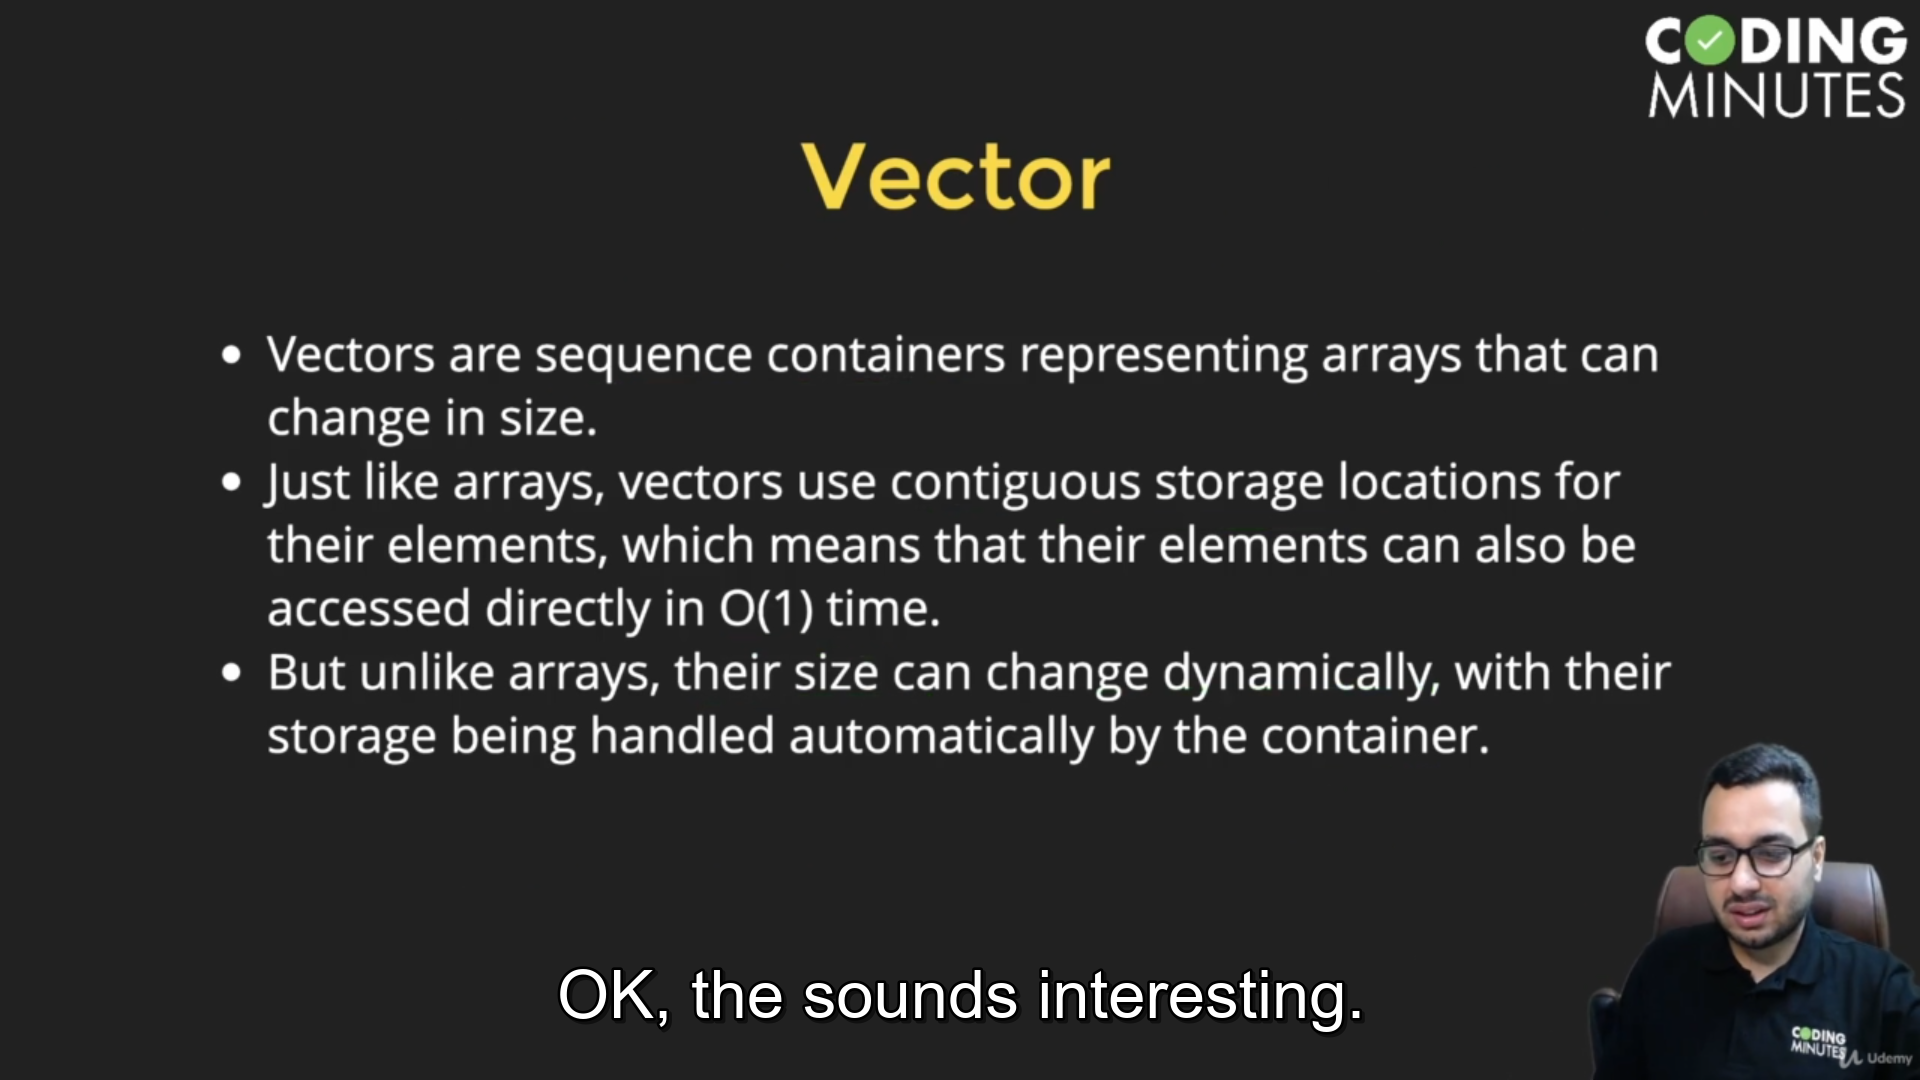 CODING
MINUTES
Vector
• Vectors are sequence containers representing arrays that can
change in size.
• Just like arrays, vectors use contiguous storage locations for
their elements, which means that their elements can also be
accessed directly in O(1) time.
• But unlike arrays, their size can change dynamically, with their
storage being handled automatically by the container.
OK, the sounds interesting.
CODING
MINUTES
Udemy